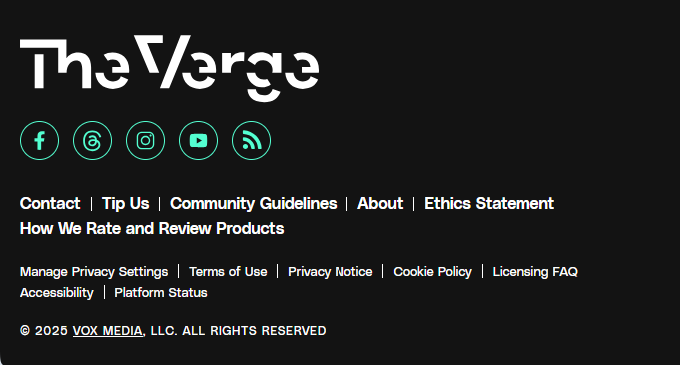 The Verge
Contact | Tip Us | Community Guidelines | About | Ethics Statement
How We Rate and Review Products
Manage Privacy Settings | Terms of Use | Privacy Notice | Cookie Policy | Licensing FAQ
Accessibility | Platform Status
© 2025 VOX MEDIA, LLC. ALL RIGHTS RESERVED